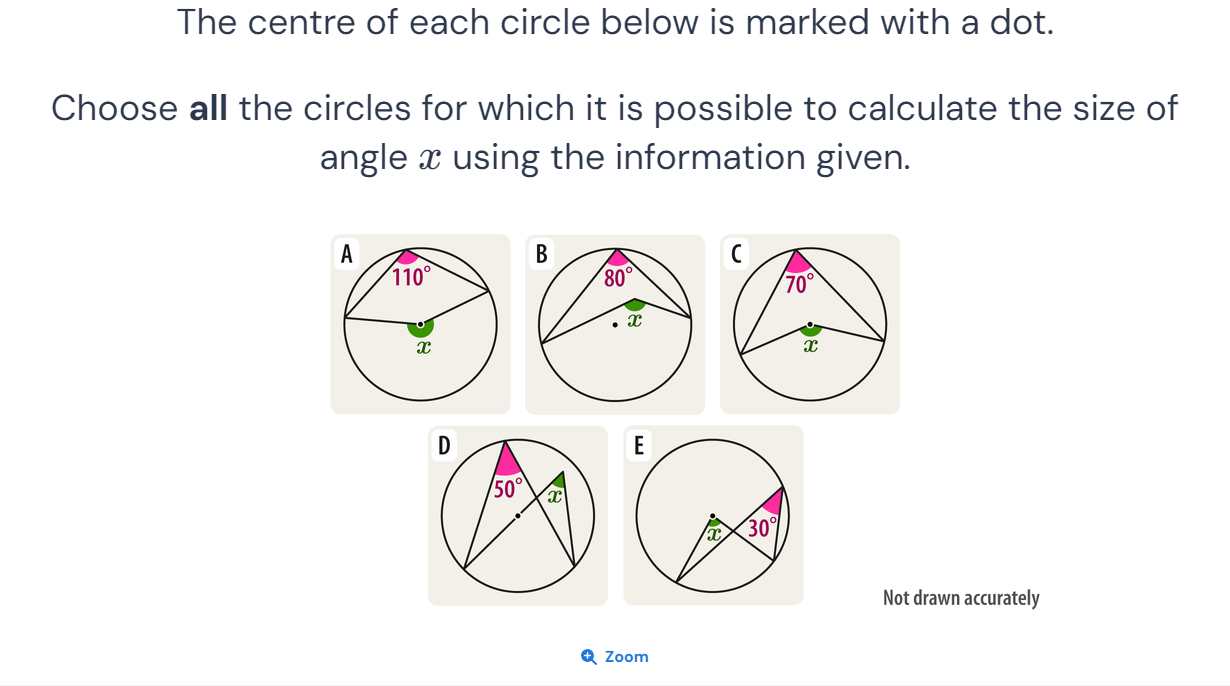 The centre of each circle below is marked with a dot.
Choose all the circles for which it is possible to calculate the size of
angle x using the information given.
A
110°
x
B
80°
x
C
70°
x
D
50°
x
E
x
30°
Not drawn accurately
Zoom